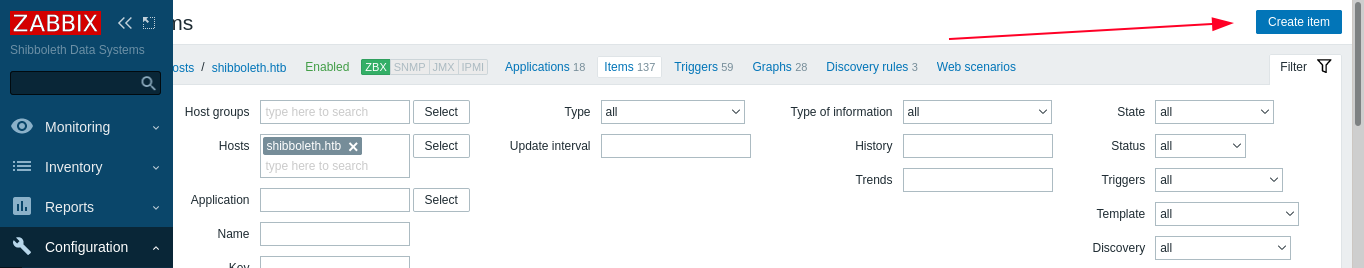 ZABBIX
Shibboleth Data Systems
Monitoring
Inventory
Reports
Configuration
ms
Create item
osts / shibboleth.htb Enabled ZBX SNMP JMX IPMI Applications 18 Items 137 Triggers 59 Graphs 28 Discovery rules 3 Web scenarios Filter
Host groups type here to search Select Type all Type of information all State all
Hosts shibboleth.htb Select Update interval History Status all
type here to search
Trends Triggers all
Application Select
Template all
Name
Discovery all
Key